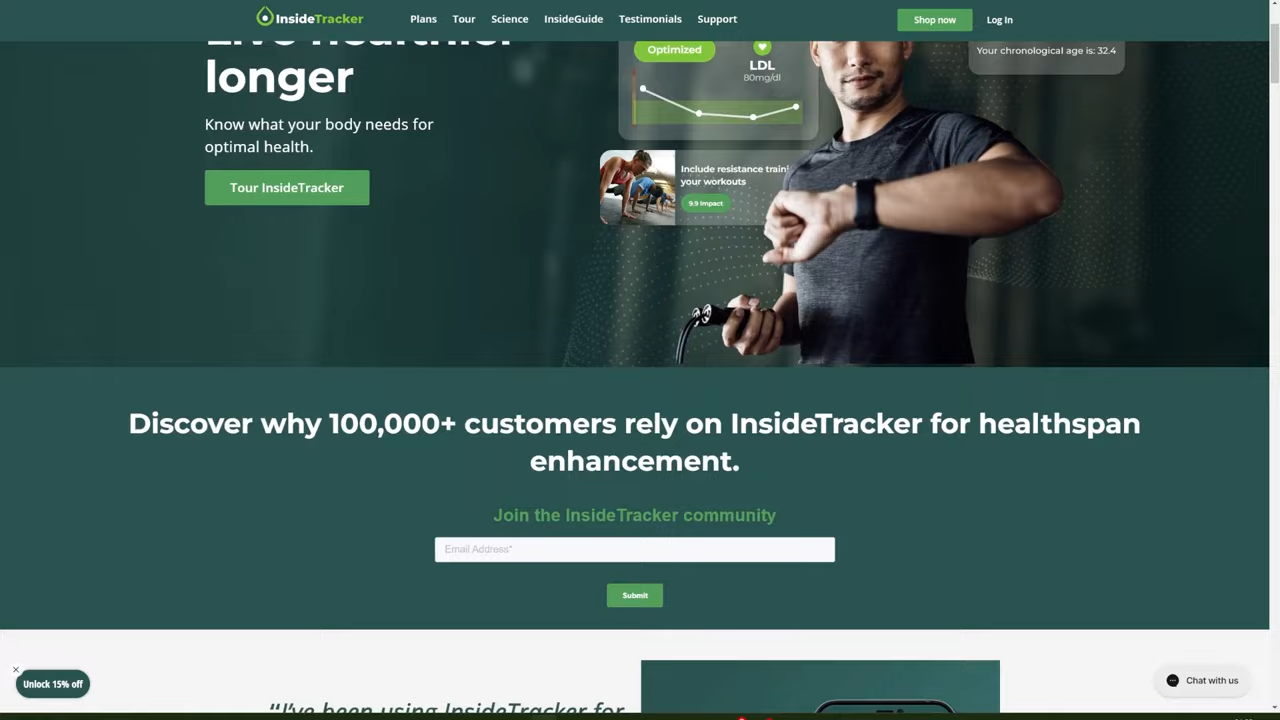 InsideTracker
Plans
Tour
Science
InsideGuide
Testimonials
Support
Shop now
Log In
Live healthier
longer
Know what your body needs for
optimal health.
Tour InsideTracker
Optimized
LDL
80mg/dl
Your chronological age is: 32.4
Include resistance traini
your workouts
9.9 Impact
Discover why 100,000+ customers rely on InsideTracker for healthspan
enhancement.
Join the InsideTracker community
Email Address*
Submit
Unlock 15% off
Chat with us
“I've been using InsideTracker for